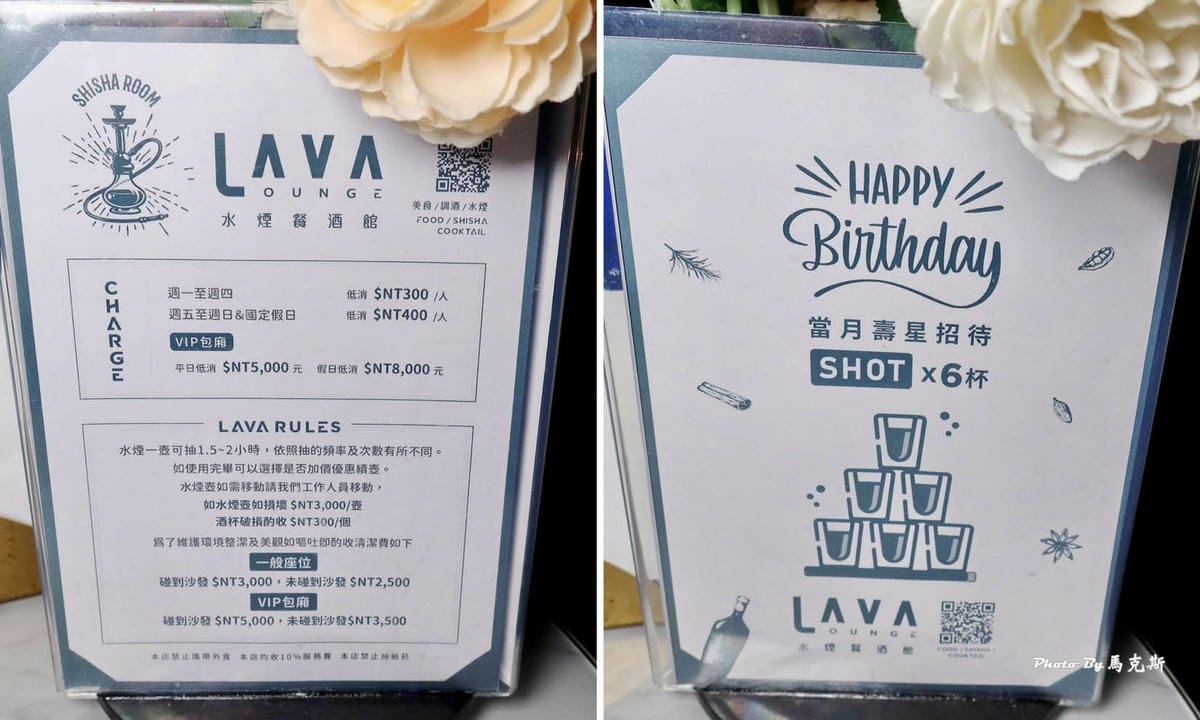 SHISHA ROOM
LAVA
LOUNGE
水煙餐酒館
美食/調酒/水煙
FOOD/SHISHA
COOKTAIL
CHARGE
週一至週四 低消 $NT300 /人
週五至週日&國定假日 低消 $NT400 /人
VIP包廂
平日低消 $NT5,000 元 假日低消 $NT8,000 元
LAVA RULES
水煙一壺可抽1.5~2小時，依照抽的頻率及次數有所不同。
如使用完畢可以選擇是否加價優惠續壺。
水煙壺如需移動請我們工作人員移動，
如水煙壺如損壞 $NT3,000/壺
酒杯破損酌收 $NT300/個
為了維護環境整潔及美觀如嘔吐即酌收清潔費如下
一般座位
碰到沙發 $NT3,000，未碰到沙發 $NT2,500
VIP包廂
碰到沙發 $NT5,000，未碰到沙發$NT3,500
本店禁止攜帶外食 本店均收10%服務費 本店禁止抽紙菸
HAPPY
Birthday
當月壽星招待
SHOT x6杯
LAVA
LOUNGE
水煙餐酒館
FOOD/SHISHA/
COOKTAIL
Photo By 馬克斯